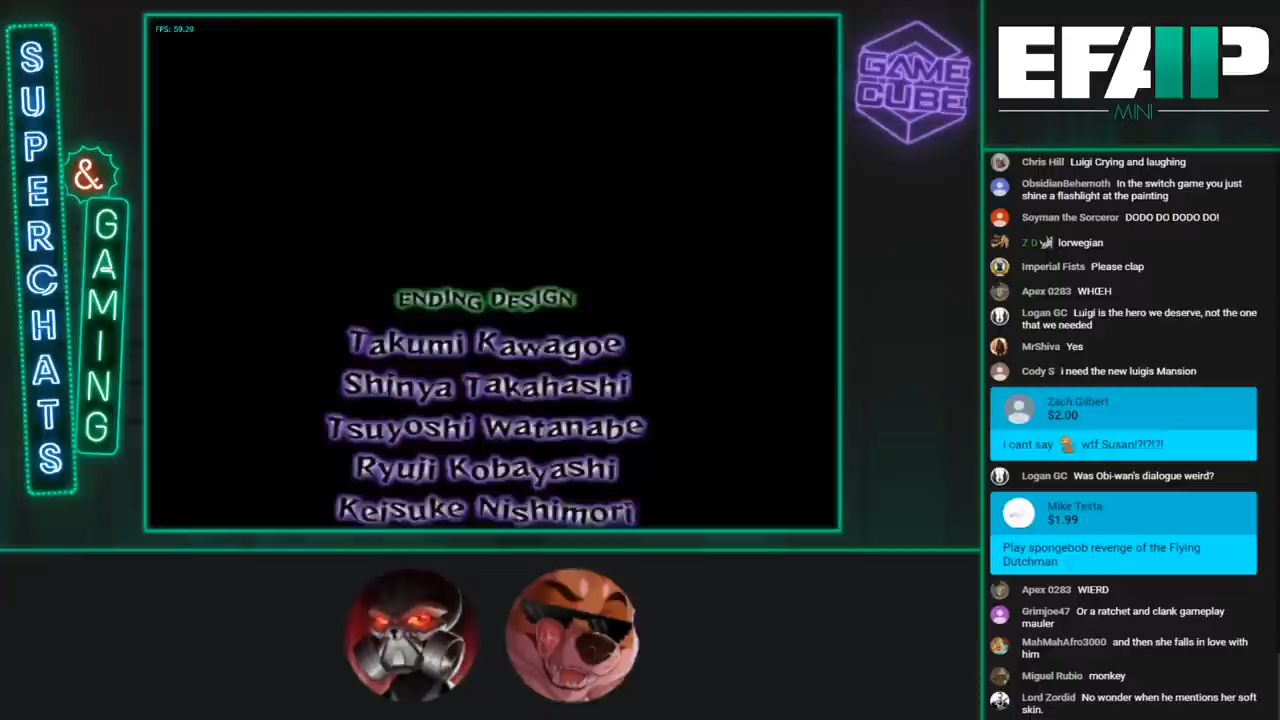 SUPERCHATS
&
GAMING
FPS: 59.29
ENDING DESIGN
Takumi Kawagoe
Shinya Takahashi
Tsuyoshi Watanabe
Ryuji Kobayashi
Keisuke Nishimori
GAME
CUBE
EFAP
MINI
Chris Hill Luigi Crying and laughing
ObsidianBehemoth In the switch game you just
shine a flashlight at the painting
Soyman the Sorceror DODO DO DODO DO!
Z D lorwegian
Imperial Fists Please clap
Apex 0283 WHŒH
Logan GC Luigi is the hero we deserve, not the one
that we needed
MrShiva Yes
Cody S i need the new luigis Mansion
Zach Gilbert
$2.00
i cant say wtf Susan!?!?!?!
Logan GC Was Obi-wan's dialogue weird?
Mike Testa
$1.99
Play spongebob revenge of the Flying
Dutchman
Apex 0283 WIERD
Grimjoe47 Or a ratchet and clank gameplay
mauler
MahMahAfro3000 and then she falls in love with
him
Miguel Rubio monkey
Lord Zordid No wonder when he mentions her soft
skin.